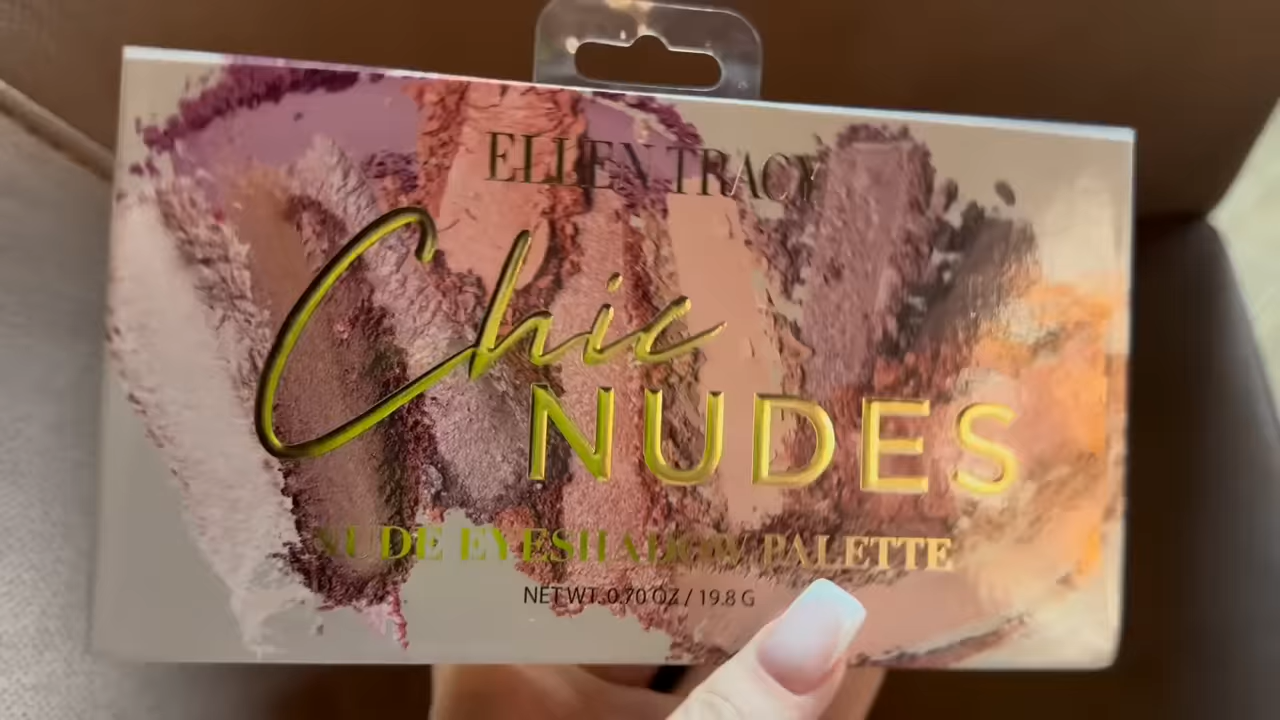 ELLEN TRACY
Chic
NUDES
NUDE EYESHADOW PALETTE
NET WT. 0.70 OZ / 19.8 G